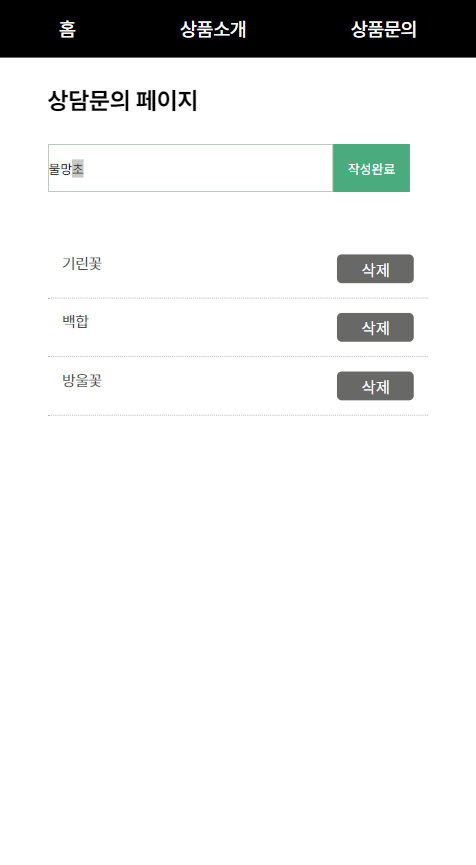 홈 상품소개 상품문의
상담문의 페이지
물망초 작성완료
기린꽃 삭제
백합 삭제
방울꽃 삭제